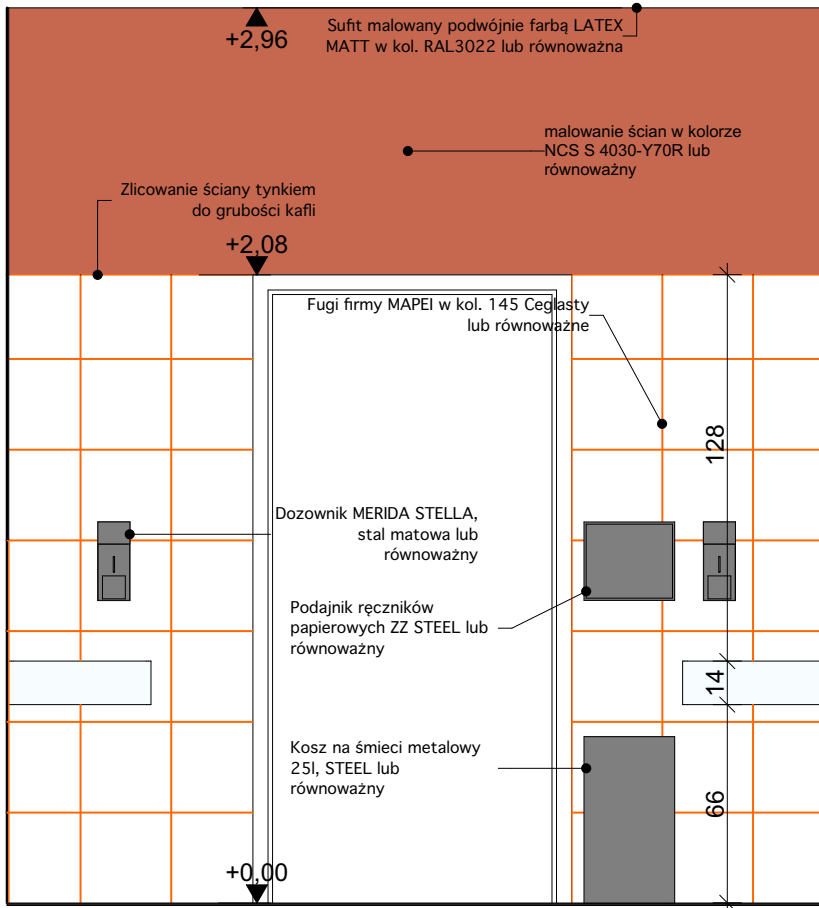 +2,96
Sufit malowany podwójnie farbą LATEX
MATT w kol. RAL3022 lub równoważna
malowanie ścian w kolorze
NCS S 4030-Y70R lub
równoważny
Zlicowanie ściany tynkiem
do grubości kafli
+2,08
Fugi firmy MAPEI w kol. 145 Ceglasty
lub równoważne
128
Dozownik MERIDA STELLA,
stal matowa lub
równoważny
Podajnik ręczników
papierowych ZZ STEEL lub
równoważny
14
Kosz na śmieci metalowy
25l, STEEL lub
równoważny
66
+0,00